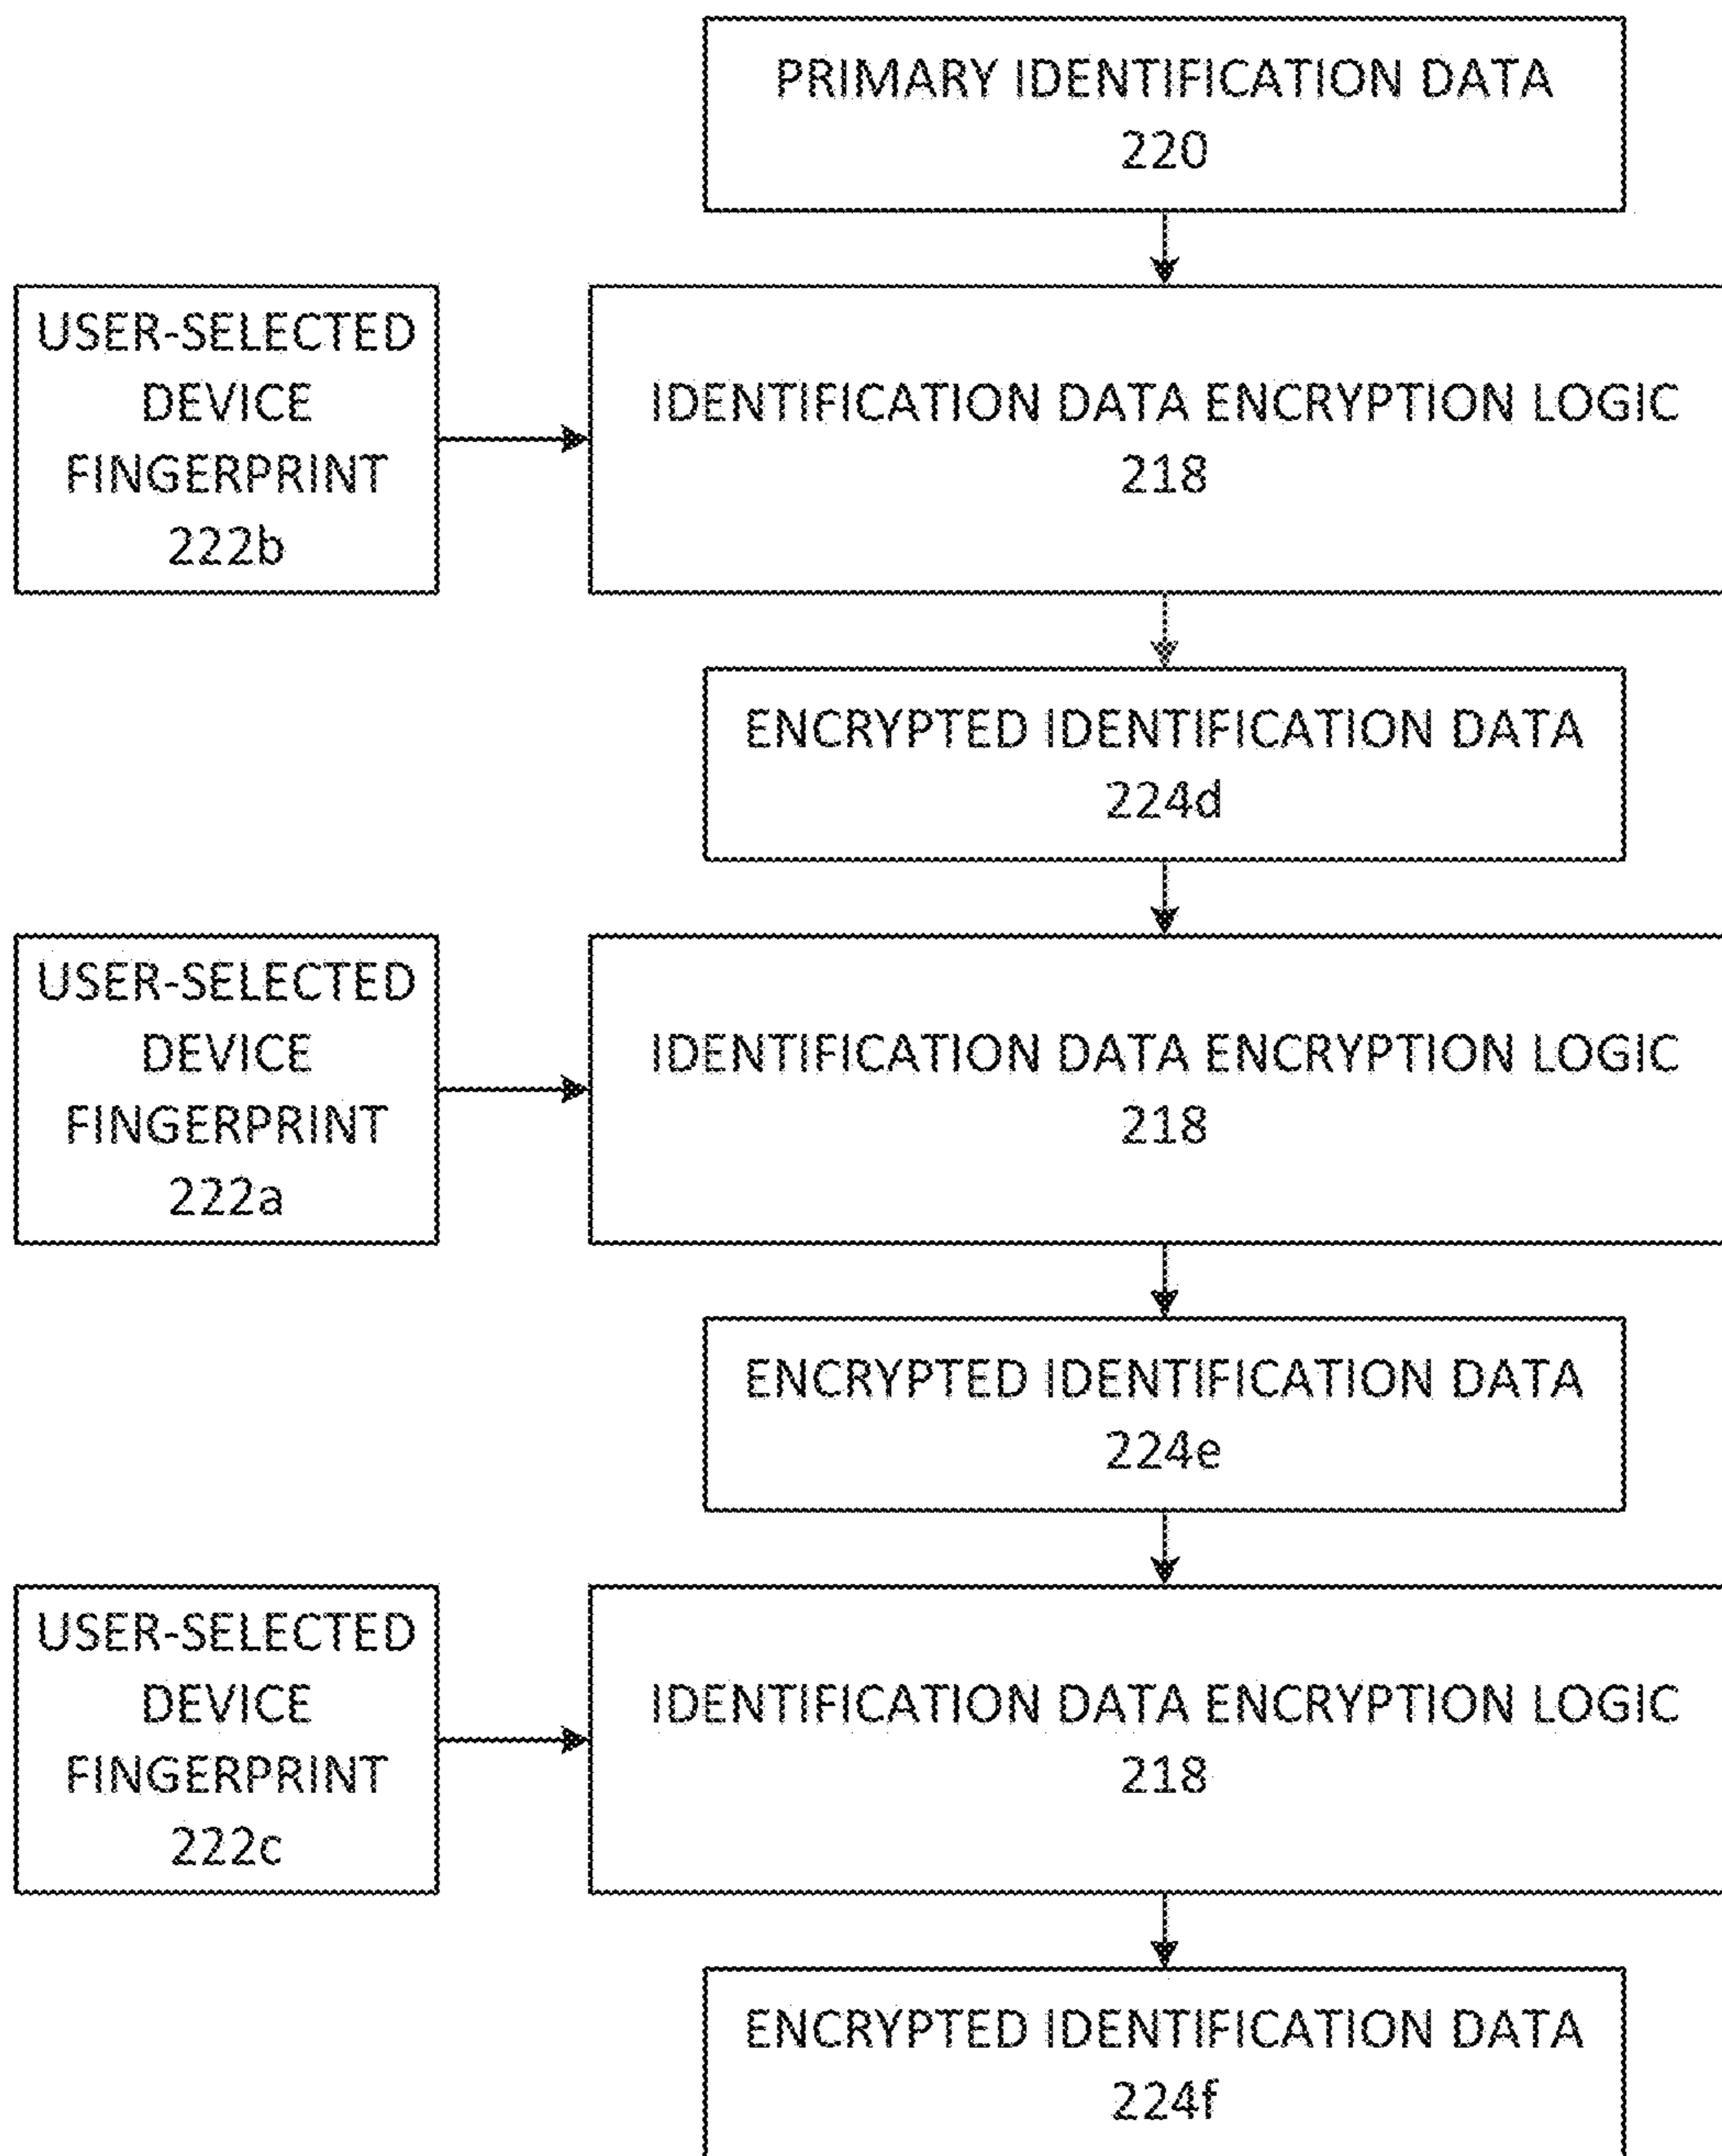 PRIMARY IDENTIFICATION DATA
220
USER-SELECTED
DEVICE
FINGERPRINT
222b
IDENTIFICATION DATA ENCRYPTION LOGIC
218
ENCRYPTED IDENTIFICATION DATA
224d
USER-SELECTED
DEVICE
FINGERPRINT
222a
IDENTIFICATION DATA ENCRYPTION LOGIC
218
ENCRYPTED IDENTIFICATION DATA
224e
USER-SELECTED
DEVICE
FINGERPRINT
222c
IDENTIFICATION DATA ENCRYPTION LOGIC
218
ENCRYPTED IDENTIFICATION DATA
224f